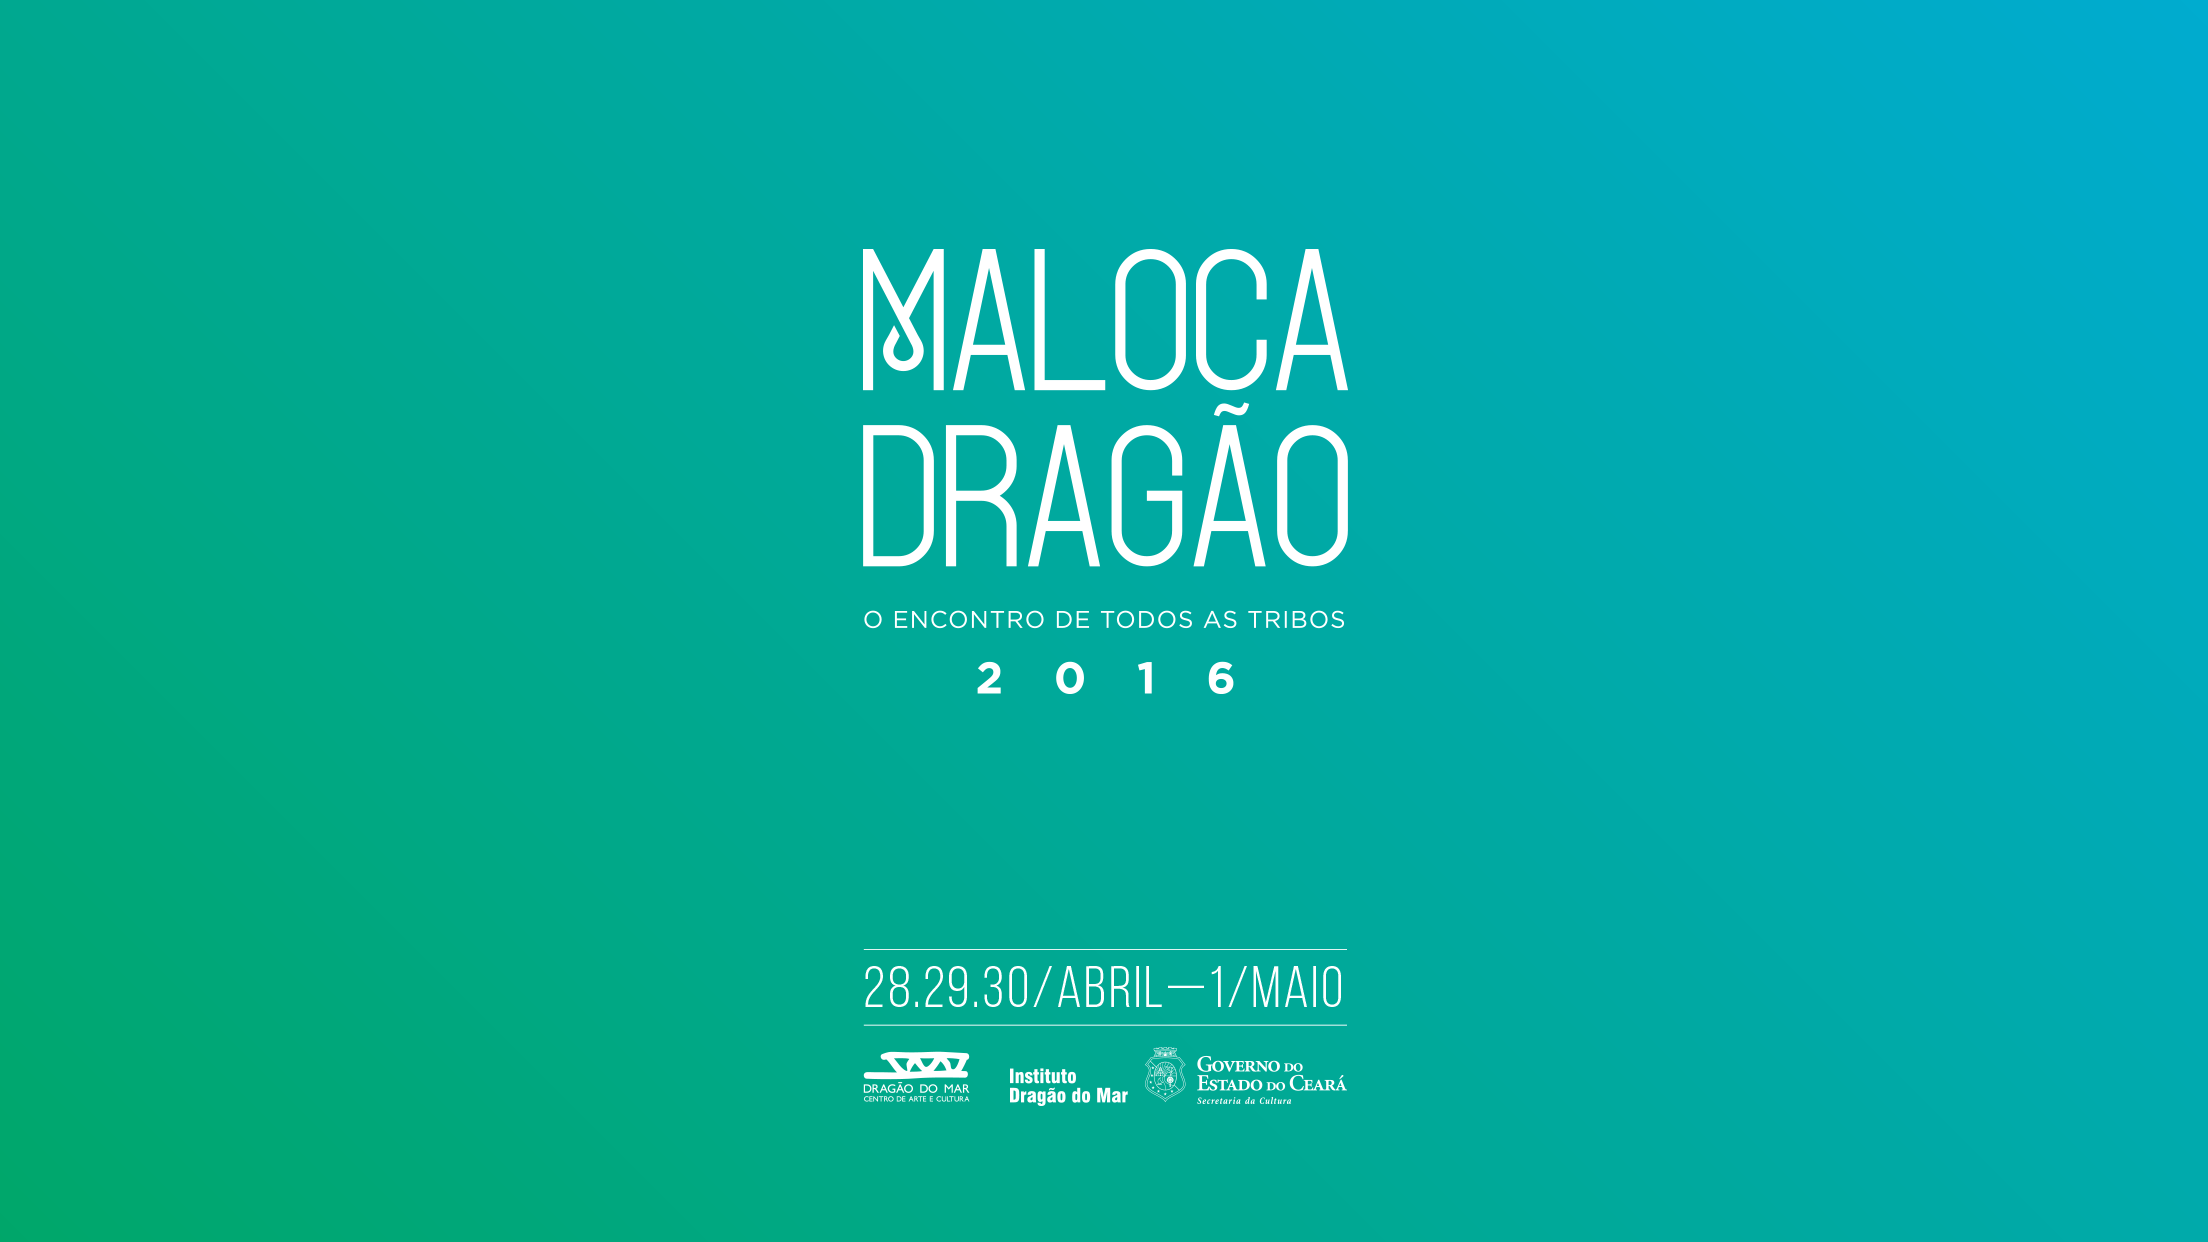 MALOCA
DRAGÃO
O ENCONTRO DE TODOS AS TRIBOS
2 0 1 6
28.29.30/ABRIL—1/MAIO
DRAGÃO DO MAR
CENTRO DE ARTE E CULTURA
Instituto
Dragão do Mar
GOVERNO DO
ESTADO DO CEARÁ
Secretaria da Cultura